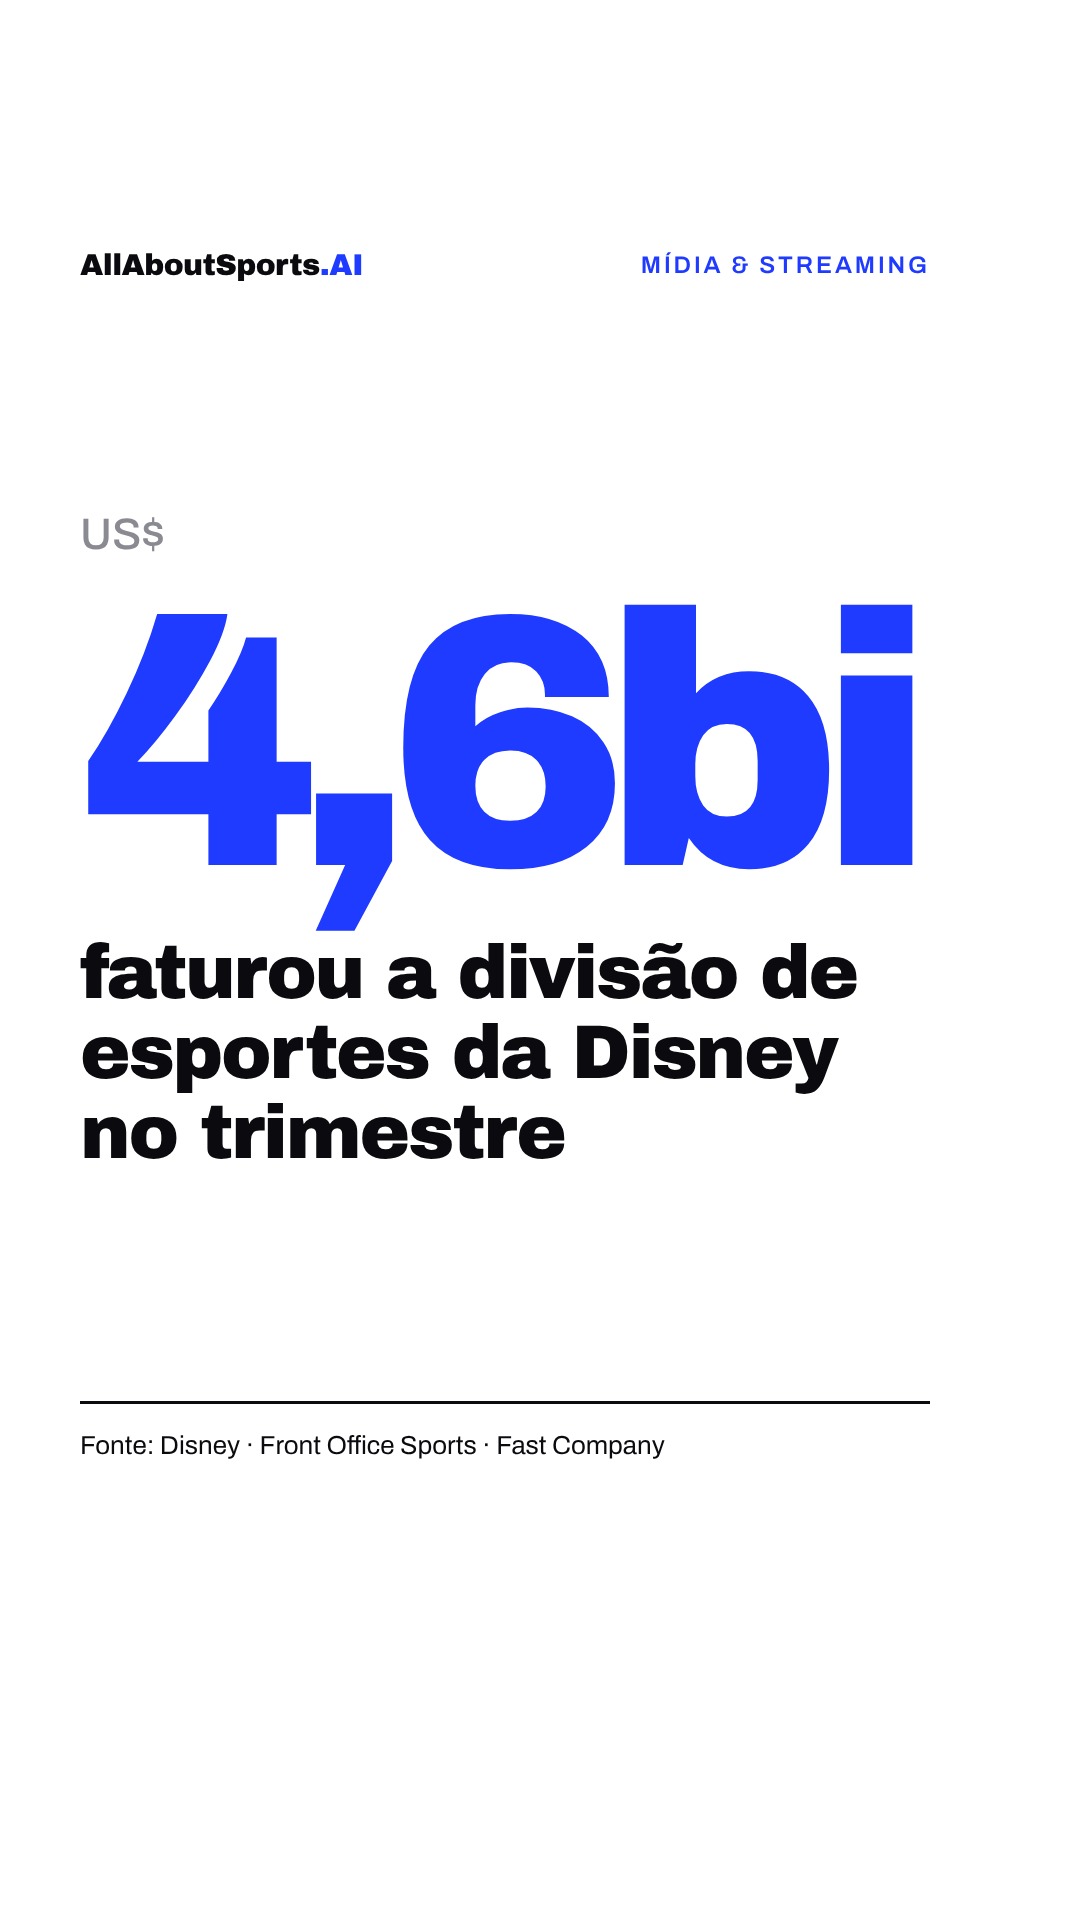 AllAboutSports.AI
MÍDIA & STREAMING
US$
4,6bi
faturou a divisão de
esportes da Disney
no trimestre
Fonte: Disney · Front Office Sports · Fast Company